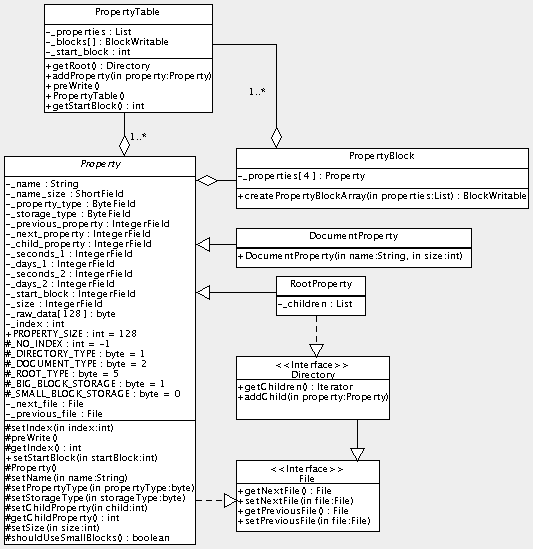 PropertyTable
-_properties : List
-_blocks[] : BlockWritable
-_start_block : int
+getRoot() : Directory
+addProperty(in property:Property)
+preWrite()
+PropertyTable()
+getStartBlock() : int
1..*
1..*
Property
-_name : String
-_name_size : ShortField
-_property_type : ByteField
-_storage_type : ByteField
-_previous_property : IntegerField
-_next_property : IntegerField
-_child_property : IntegerField
-_seconds_1 : IntegerField
-_days_1 : IntegerField
-_seconds_2 : IntegerField
-_days_2 : IntegerField
-_start_block : IntegerField
-_size : IntegerField
-_raw_data[128] : byte
-_index : int
+PROPERTY_SIZE : int = 128
#_NO_INDEX : int = -1
#_DIRECTORY_TYPE : byte = 1
#_DOCUMENT_TYPE : byte = 2
#_ROOT_TYPE : byte = 5
#_BIG_BLOCK_STORAGE : byte = 1
#_SMALL_BLOCK_STORAGE : byte = 0
-_next_file : File
-_previous_file : File
#setIndex(in index:int)
#preWrite()
#getIndex() : int
+setStartBlock(in startBlock:int)
#Property()
#setName(in name:String)
#setPropertyType(in propertyType:byte)
#setStorageType(in storageType:byte)
#setChildProperty(in child:int)
#getChildProperty() : int
#setSize(in size:int)
#shouldUseSmallBlocks() : boolean
PropertyBlock
-_properties[4] : Property
+createPropertyBlockArray(in properties:List) : BlockWritable
DocumentProperty
+DocumentProperty(in name:String, in size:int)
RootProperty
-_children : List
<<Interface>>
Directory
+getChildren() : Iterator
+addChild(in property:Property)
<<Interface>>
File
+getNextFile() : File
+setNextFile(in file:File)
+getPreviousFile() : File
+setPreviousFile(in file:File)